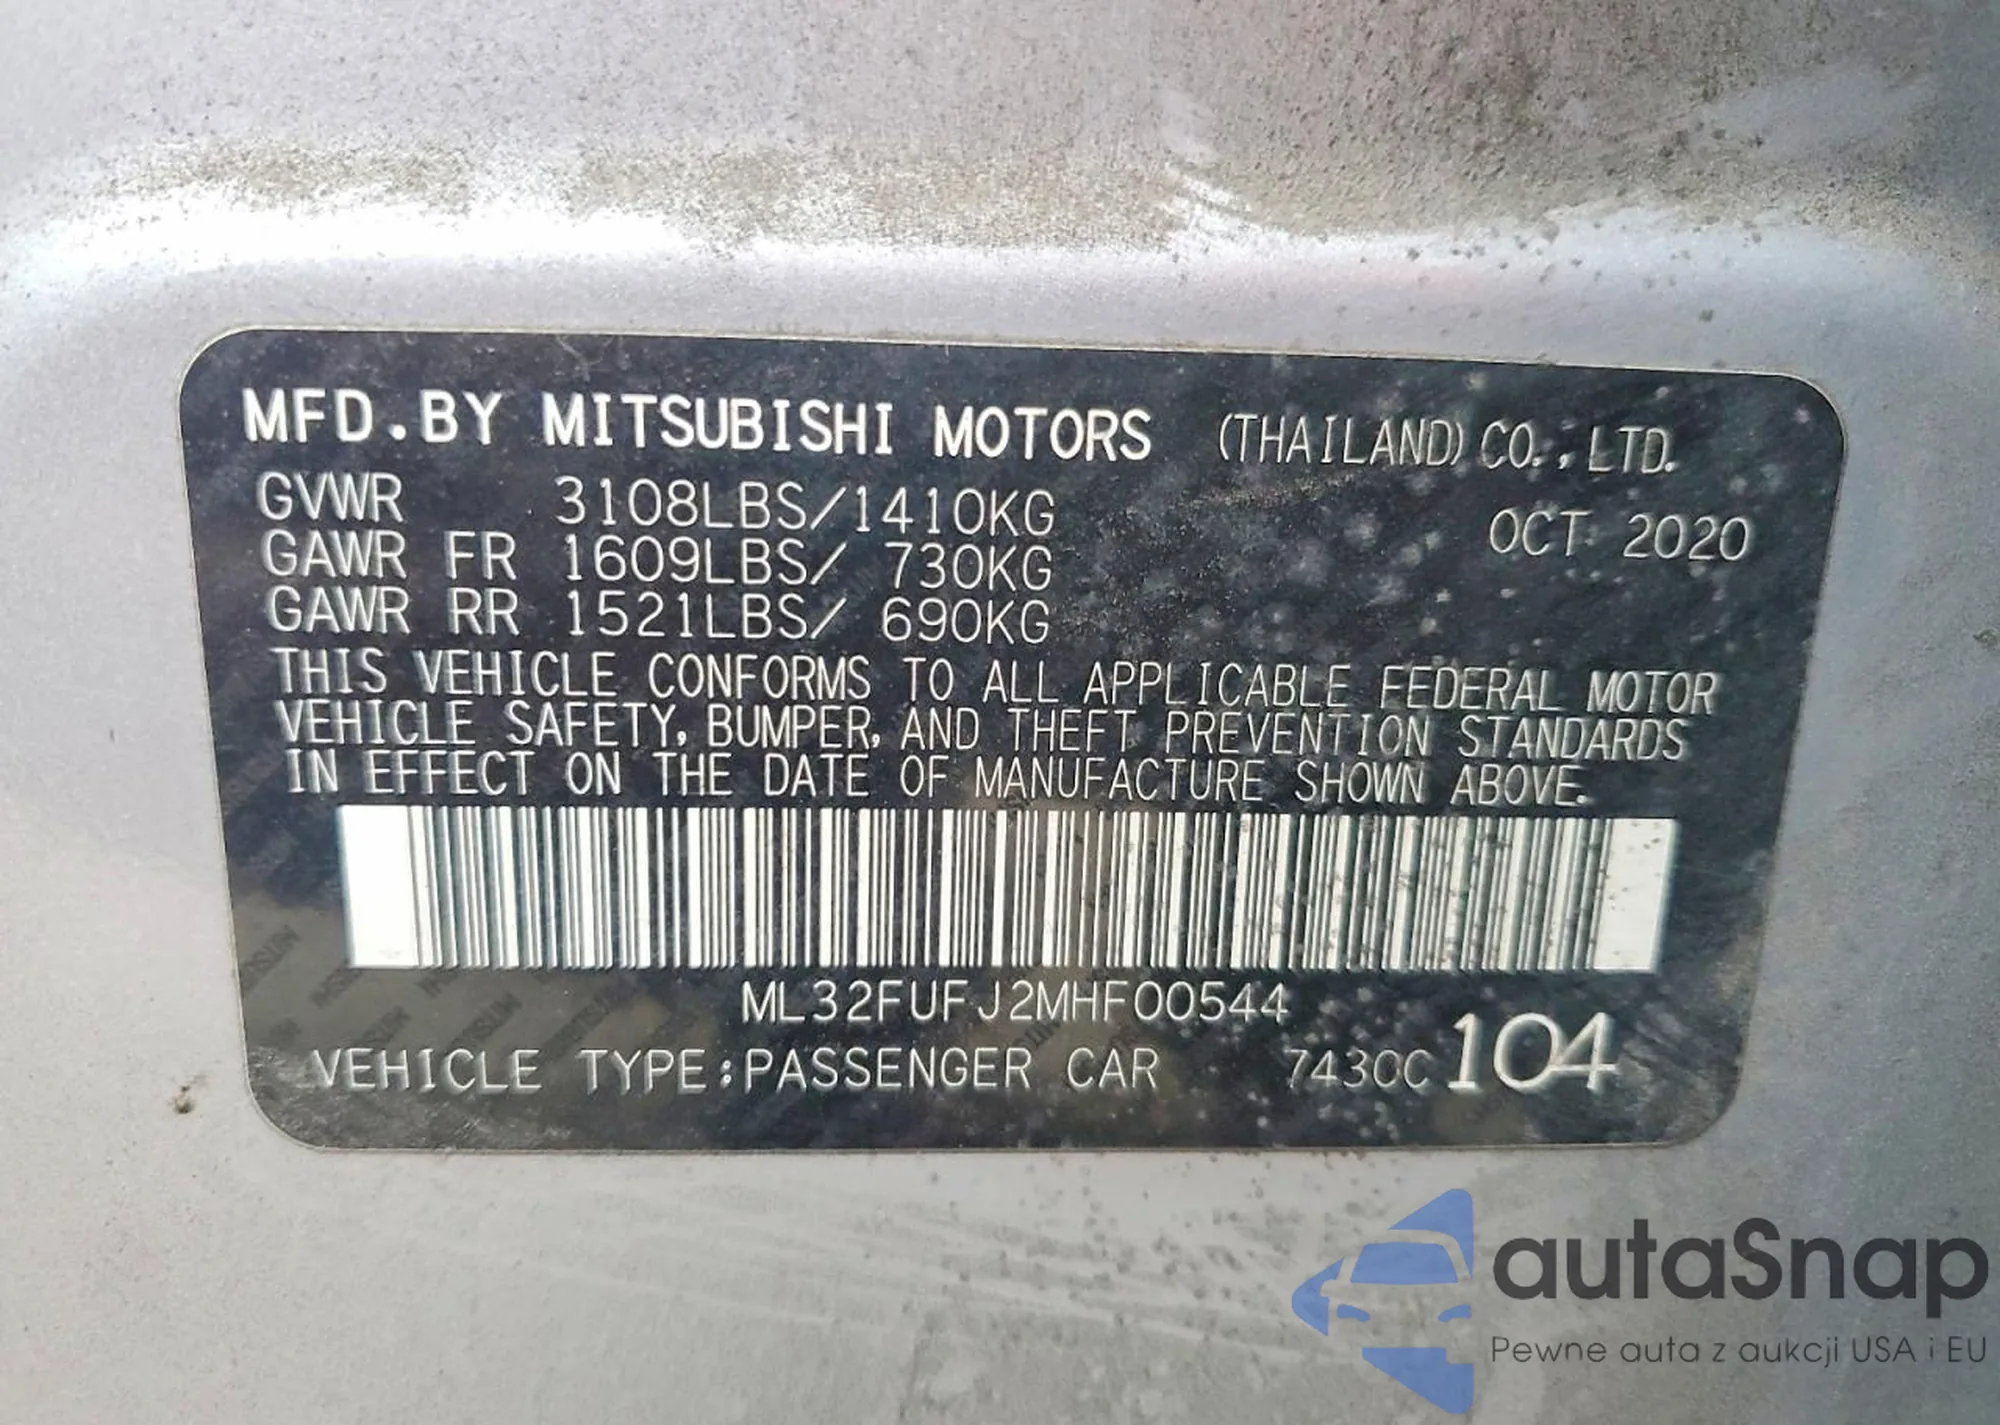 MFD.BY MITSUBISHI MOTORS (THAILAND) CO., LTD.
GVWR 3108LBS/1410KG OCT 2020
GAWR FR 1609LBS/ 730KG
GAWR RR 1521LBS/ 690KG
THIS VEHICLE CONFORMS TO ALL APPLICABLE FEDERAL MOTOR
VEHICLE SAFETY, BUMPER, AND THEFT PREVENTION STANDARDS
IN EFFECT ON THE DATE OF MANUFACTURE SHOWN ABOVE.
ML32FUFJ2MHF00544
VEHICLE TYPE:PASSENGER CAR 7430C 104
autaSnap
Pewne auta z aukcji USA i EU